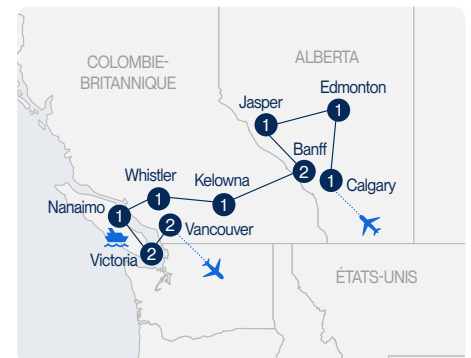 COLOMBIE-
BRITANNIQUE
ALBERTA
Edmonton
1
Jasper
1
Banff
2
Calgary
1
Whistler
1
Kelowna
1
Nanaimo
1
Vancouver
2
Victoria
2
ÉTATS-UNIS